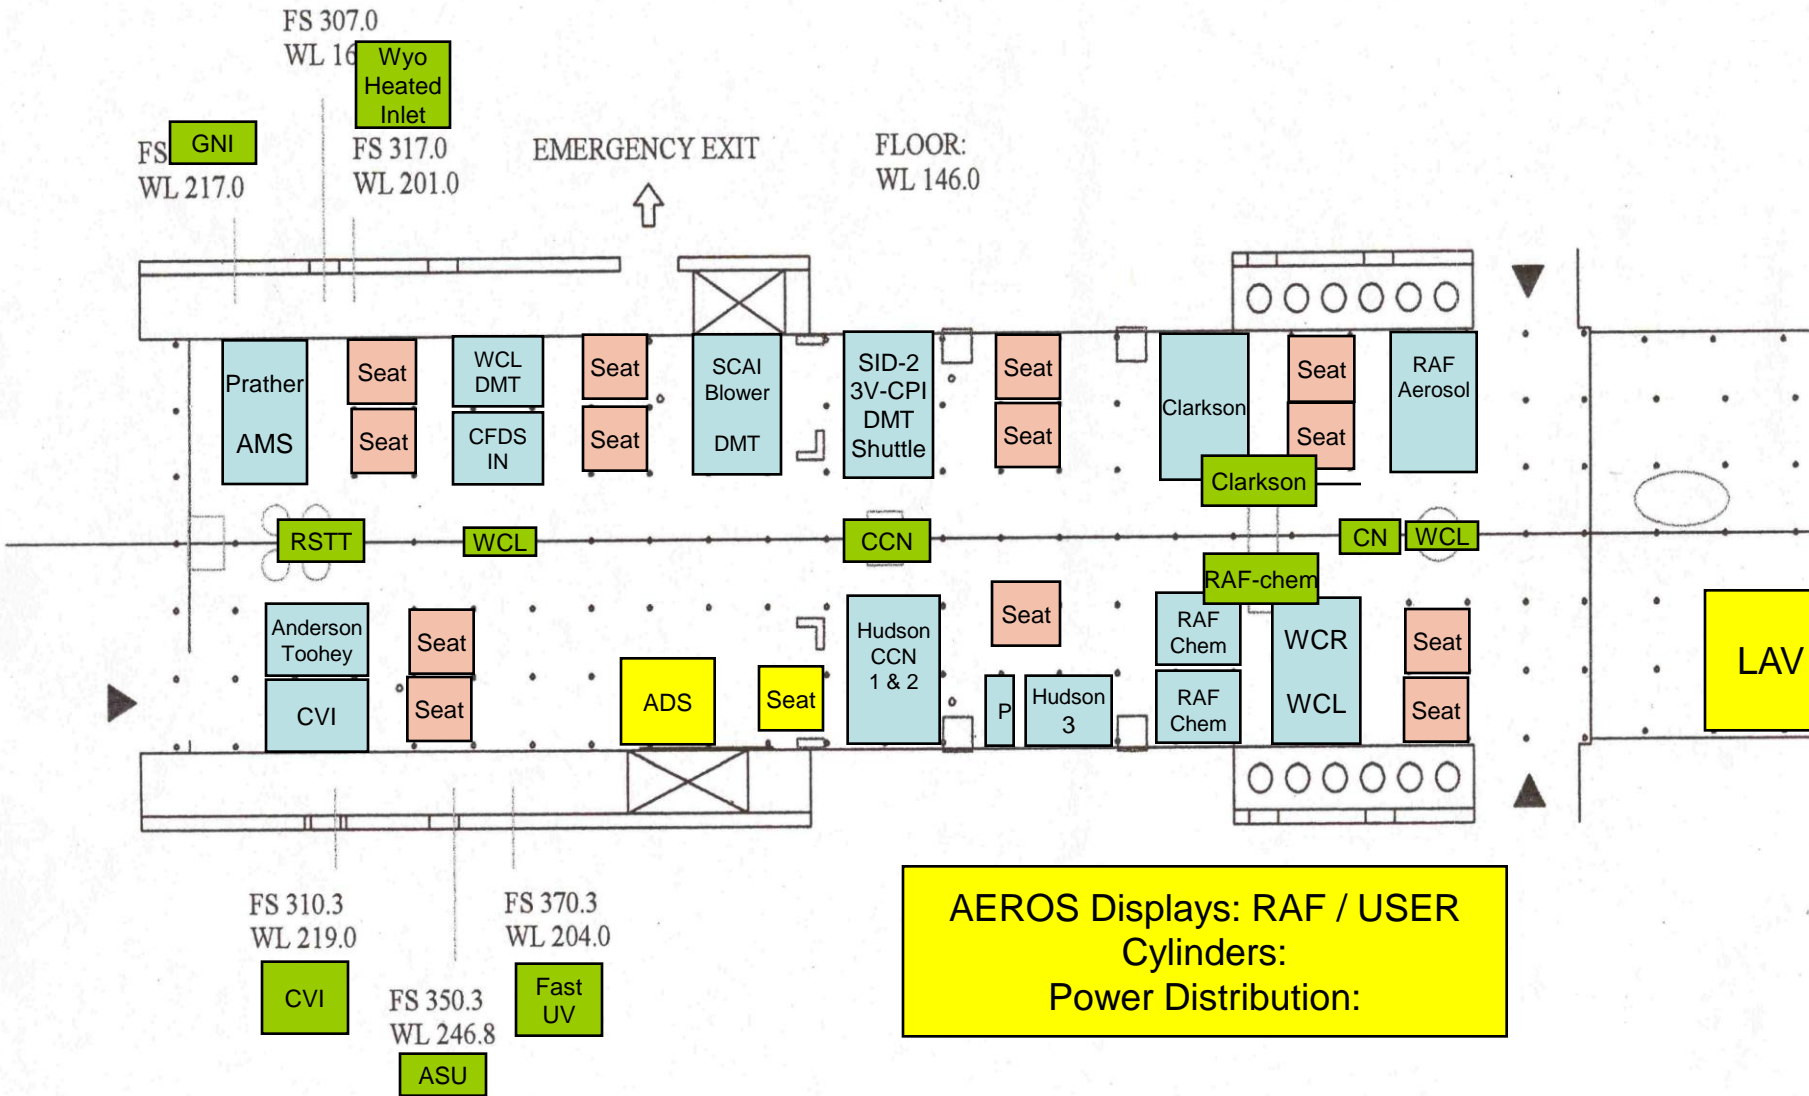 FS 307.0
WL 16
Wyo
Heated
Inlet
GNI
FS
WL 217.0
FS 317.0
WL 201.0
EMERGENCY EXIT
FLOOR:
WL 146.0
Prather
AMS
Seat
Seat
WCL
DMT
CFDS
IN
Seat
Seat
SCAI
Blower
DMT
SID-2
3V-CPI
DMT
Shuttle
Seat
Seat
Clarkson
Seat
Seat
RAF
Aerosol
Clarkson
RSTT
WCL
CCN
CN
WCL
RAF-chem
Anderson
Toohey
CVI
Seat
Seat
ADS
Seat
Hudson
CCN
1 & 2
Seat
P
Hudson
3
RAF
Chem
RAF
Chem
WCR
WCL
Seat
Seat
LAV
FS 310.3
WL 219.0
CVI
FS 350.3
WL 246.8
ASU
FS 370.3
WL 204.0
Fast
UV
AEROS Displays: RAF / USER
Cylinders:
Power Distribution: